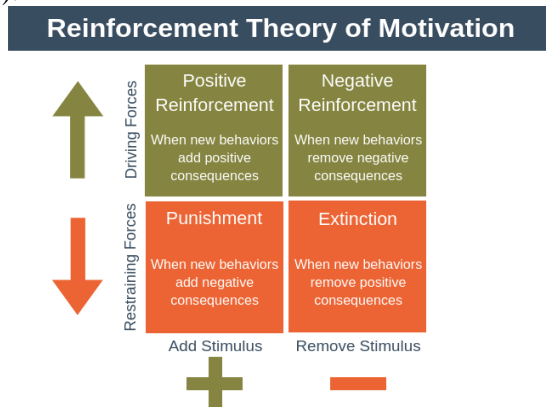 ).
Reinforcement Theory of Motivation
Driving Forces
Positive
Reinforcement
When new behaviors
add positive
consequences
Negative
Reinforcement
When new behaviors
remove negative
consequences
Restraining Forces
Punishment
When new behaviors
add negative
consequences
Extinction
When new behaviors
remove positive
consequences
Add Stimulus
Remove Stimulus